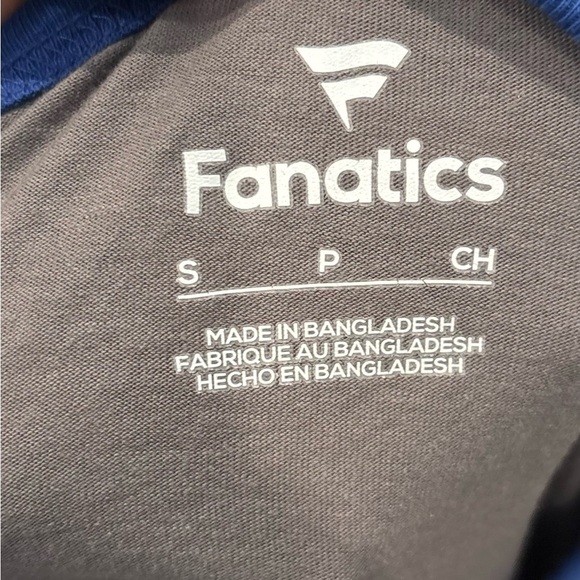 Fanatics
S P CH
MADE IN BANGLADESH
FABRIQUE AU BANGLADESH
HECHO EN BANGLADESH